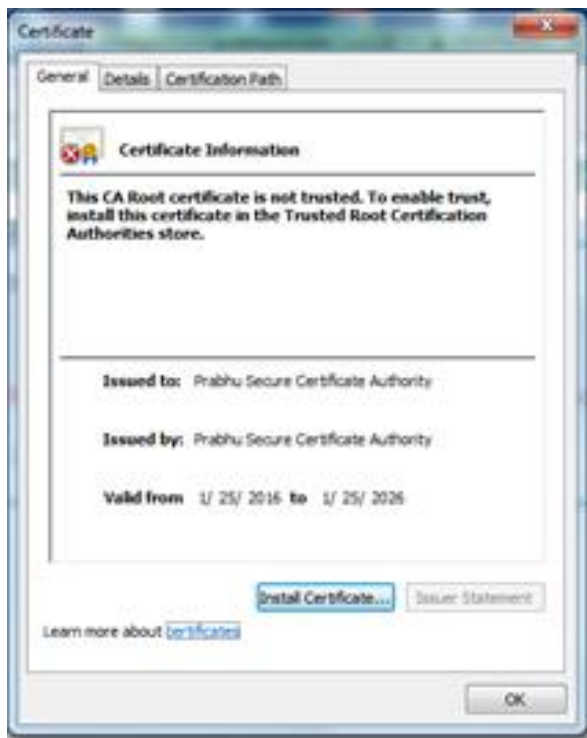 Certificate
General Details Certification Path
Certificate Information
This CA Root certificate is not trusted. To enable trust,
install this certificate in the Trusted Root Certification
Authorities store.
Issued to: Prabhu Secure Certificate Authority
Issued by: Prabhu Secure Certificate Authority
Valid from 1/ 25/ 2016 to 1/ 25/ 2026
Install Certificate... Issuer Statement
Learn more about certificates
OK